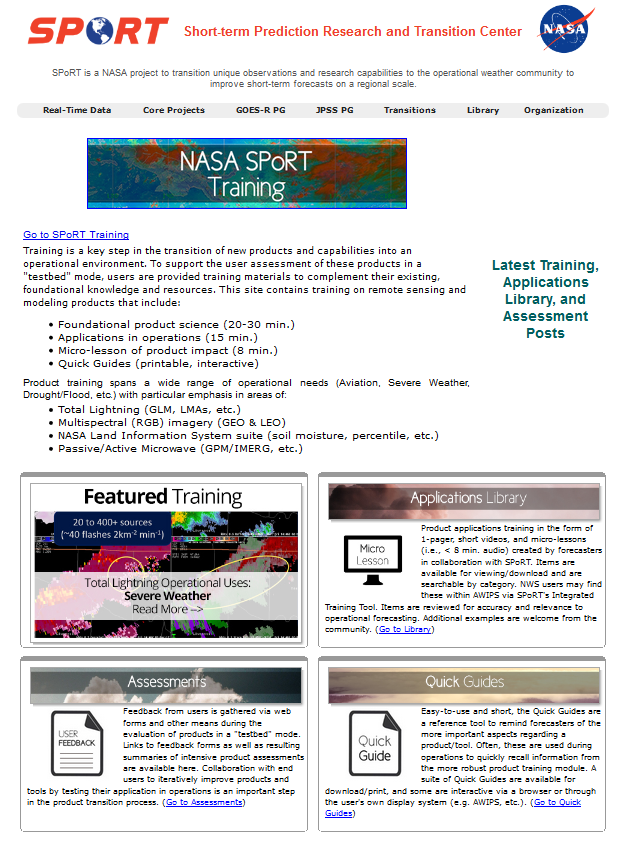 SPoRT
Short-term Prediction Research and Transition Center
NASA
SPoRT is a NASA project to transition unique observations and research capabilities to the operational weather community to
improve short-term forecasts on a regional scale.
Real-Time Data Core Projects GOES-R PG JPSS PG Transitions Library Organization
NASA SPoRT
Training
Go to SPoRT Training
Training is a key step in the transition of new products and capabilities into an
operational environment. To support the user assessment of these products in a
"testbed" mode, users are provided training materials to complement their existing,
foundational knowledge and resources. This site contains training on remote sensing and
modeling products that include:
• Foundational product science (20-30 min.)
• Applications in operations (15 min.)
• Micro-lesson of product impact (8 min.)
• Quick Guides (printable, interactive)
Product training spans a wide range of operational needs (Aviation, Severe Weather,
Drought/Flood, etc.) with particular emphasis in areas of:
• Total Lightning (GLM, LMAs, etc.)
• Multispectral (RGB) imagery (GEO & LEO)
• NASA Land Information System suite (soil moisture, percentile, etc.)
• Passive/Active Microwave (GPM/IMERG, etc.)
Latest Training,
Applications
Library, and
Assessment
Posts
Featured Training
20 to 400+ sources
(~40 flashes 2km-2 min-1)
Total Lightning Operational Uses:
Severe Weather
Read More -->
Applications Library
Micro
Lesson
Product applications training in the form of
1-pager, short videos, and micro-lessons
(i.e., < 8 min. audio) created by forecasters
in collaboration with SPoRT. Items are
available for viewing/download and are
searchable by category. NWS users may find
these within AWIPS via SPoRT's Integrated
Training Tool. Items are reviewed for accuracy and relevance to
operational forecasting. Additional examples are welcome from the
community. (Go to Library)
Assessments
USER
FEEDBACK
Feedback from users is gathered via web
forms and other means during the
evaluation of products in a "testbed" mode.
Links to feedback forms as well as resulting
summaries of intensive product assessments
are available here. Collaboration with end
users to iteratively improve products and
tools by testing their application in operations is an important step
in the product transition process. (Go to Assessments)
Quick Guides
Quick
Guide
Easy-to-use and short, the Quick Guides are
a reference tool to remind forecasters of the
more important aspects regarding a
product/tool. Often, these are used during
operations to quickly recall information from
the more robust product training module. A
suite of Quick Guides are available for
download/print, and some are interactive via a browser or through
the user's own display system (e.g. AWIPS, etc.). (Go to Quick
Guides)